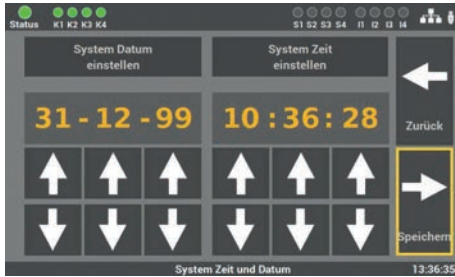 Status K1 K2 K3 K4 S1 S2 S3 S4 I1 I2 I3 I4
System Datum
einstellen
System Zeit
einstellen
31 - 12 - 99
10 : 36 : 28
Zurück
Speichern
System Zeit und Datum 13:36:35